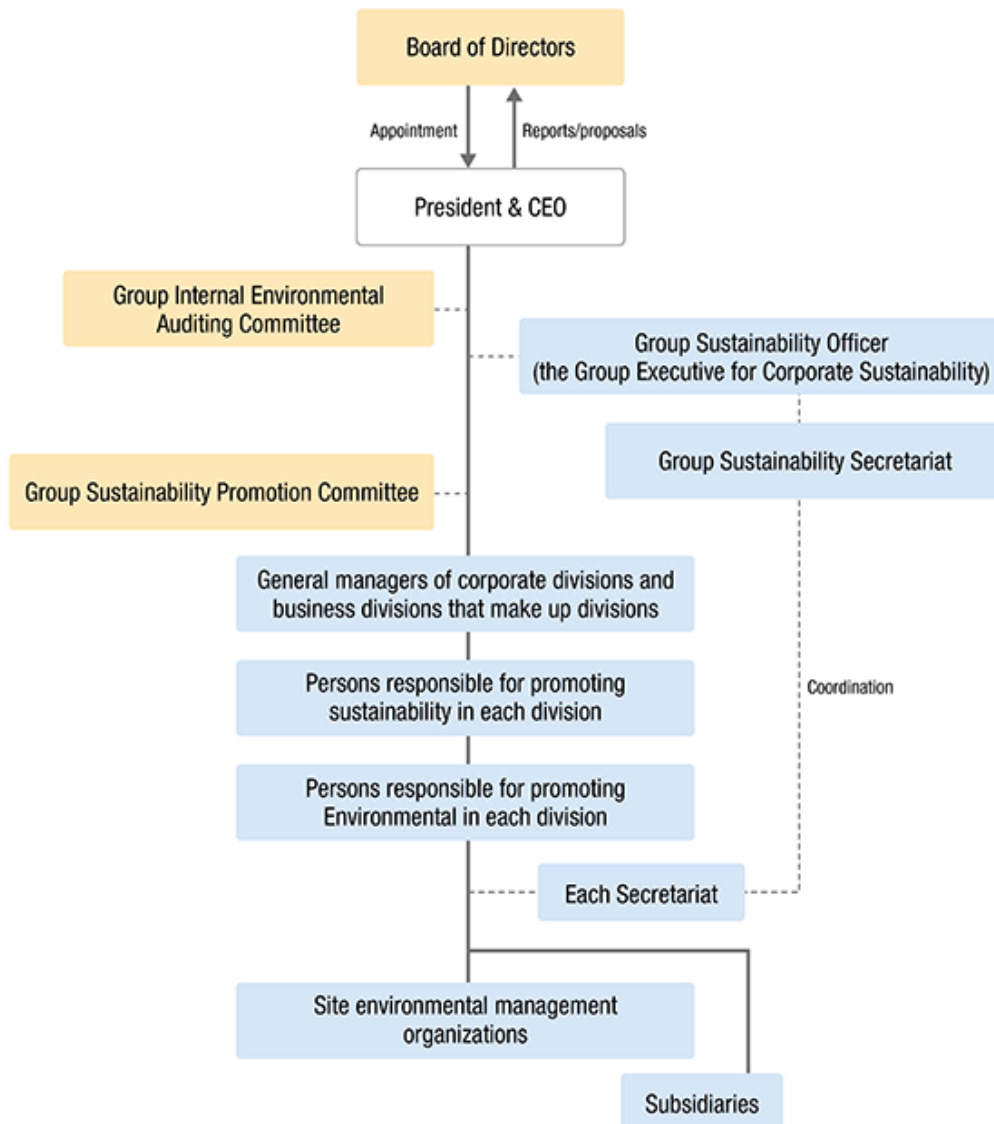 Board of Directors
Appointment
Reports/proposals
President & CEO
Group Internal Environmental
Auditing Committee
Group Sustainability Officer
(the Group Executive for Corporate Sustainability)
Group Sustainability Secretariat
Group Sustainability Promotion Committee
General managers of corporate divisions and
business divisions that make up divisions
Persons responsible for promoting
sustainability in each division
Coordination
Persons responsible for promoting
Environmental in each division
Each Secretariat
Site environmental management
organizations
Subsidiaries